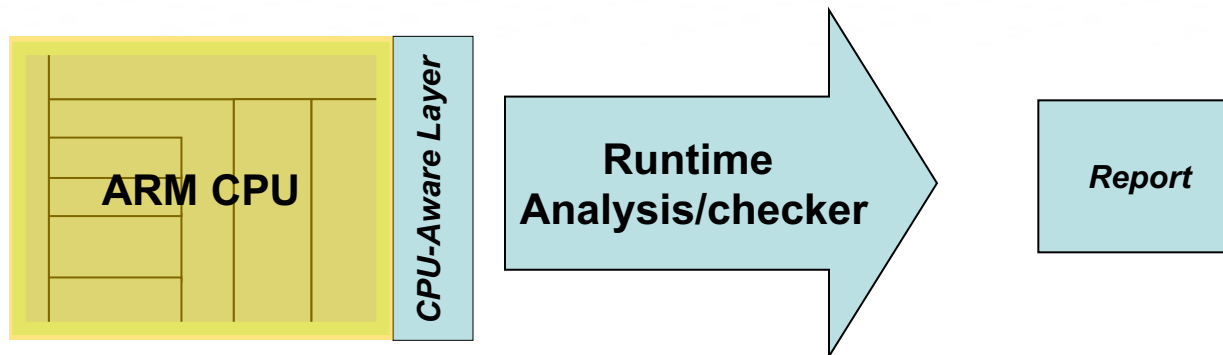 ARM CPU
CPU-Aware Layer
Runtime
Analysis/checker
Report